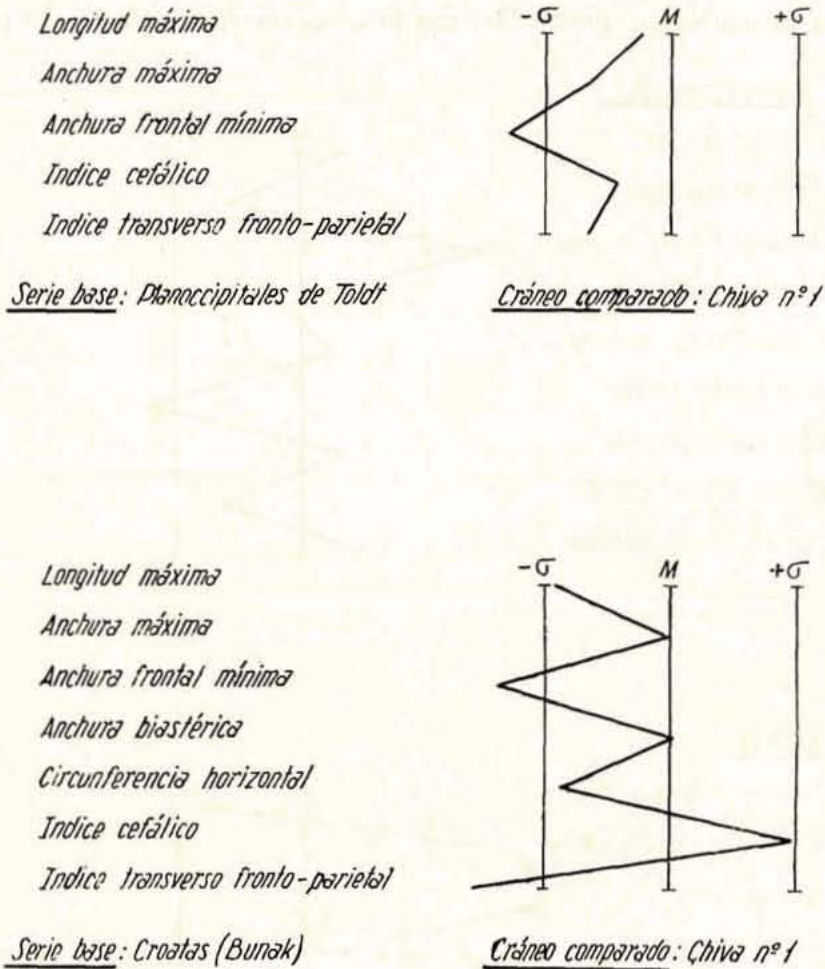 -σ M +σ
Longitud máxima
Anchura máxima
Anchura frontal mínima
Indice cefálico
Indice transverso fronto-parietal
Serie base: Planoccipitales de Toldt Cráneo comparado: Chiva nº 1
-σ M +σ
Longitud máxima
Anchura máxima
Anchura frontal mínima
Anchura biastérica
Circunferencia horizontal
Indice cefálico
Indice transverso fronto-parietal
Serie base: Croatas (Bunak) Cráneo comparado: Chiva nº 1